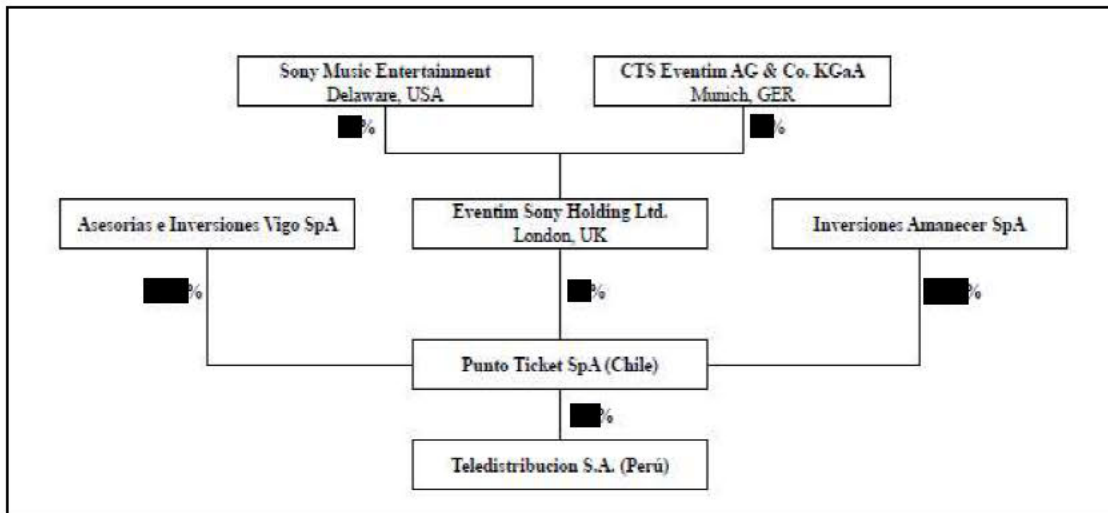 Sony Music Entertainment
Delaware, USA
CTS Eventim AG & Co. KGaA
Munich, GER
%
%
Asesorias e Inversiones Vigo SpA
Eventim Sony Holding Ltd.
London, UK
Inversiones Amanecer SpA
%
%
%
Punto Ticket SpA (Chile)
%
Teledistribucion S.A. (Perú)